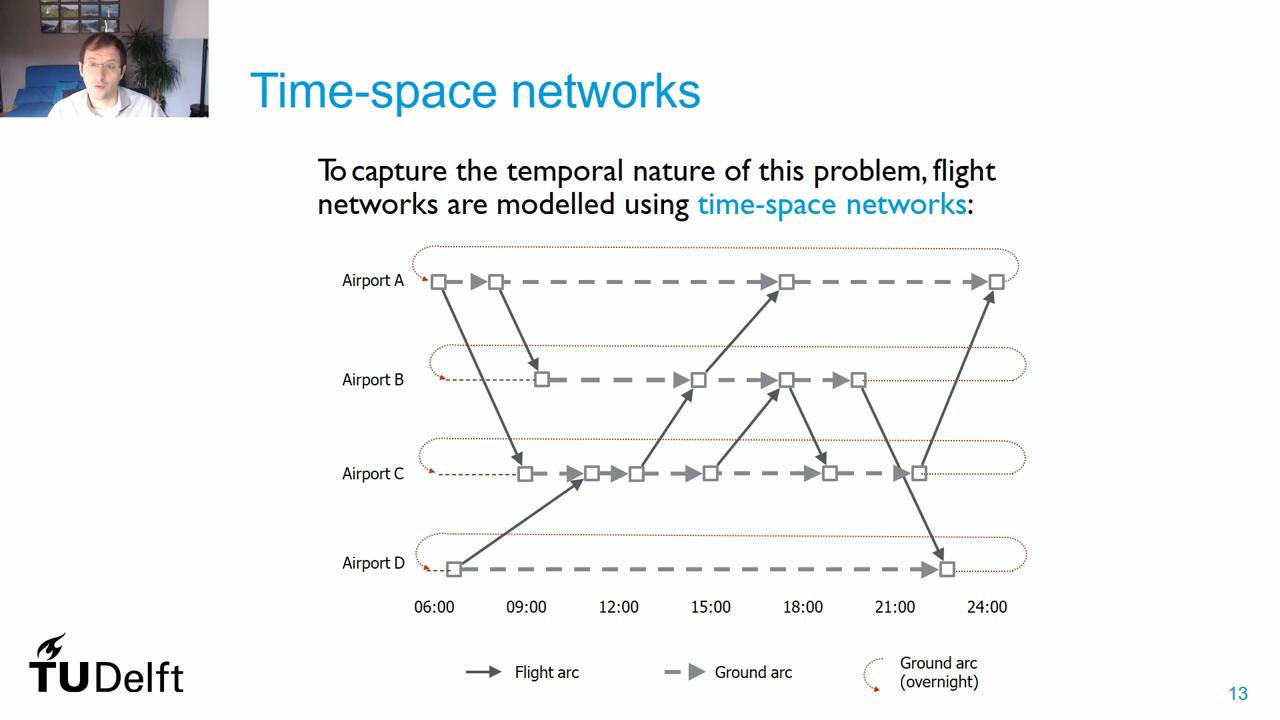 Time-space networks
To capture the temporal nature of this problem, flight
networks are modelled using time-space networks:
Airport A
Airport B
Airport C
Airport D
06:00 09:00 12:00 15:00 18:00 21:00 24:00
Flight arc
Ground arc
Ground arc
(overnight)
TUDelft
13